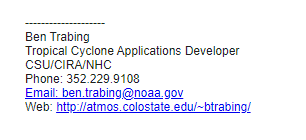 --------------------
Ben Trabing
Tropical Cyclone Applications Developer
CSU/CIRA/NHC
Phone: 352.229.9108
Email: ben.trabing@noaa.gov
Web: http://atmos.colostate.edu/~btrabing/